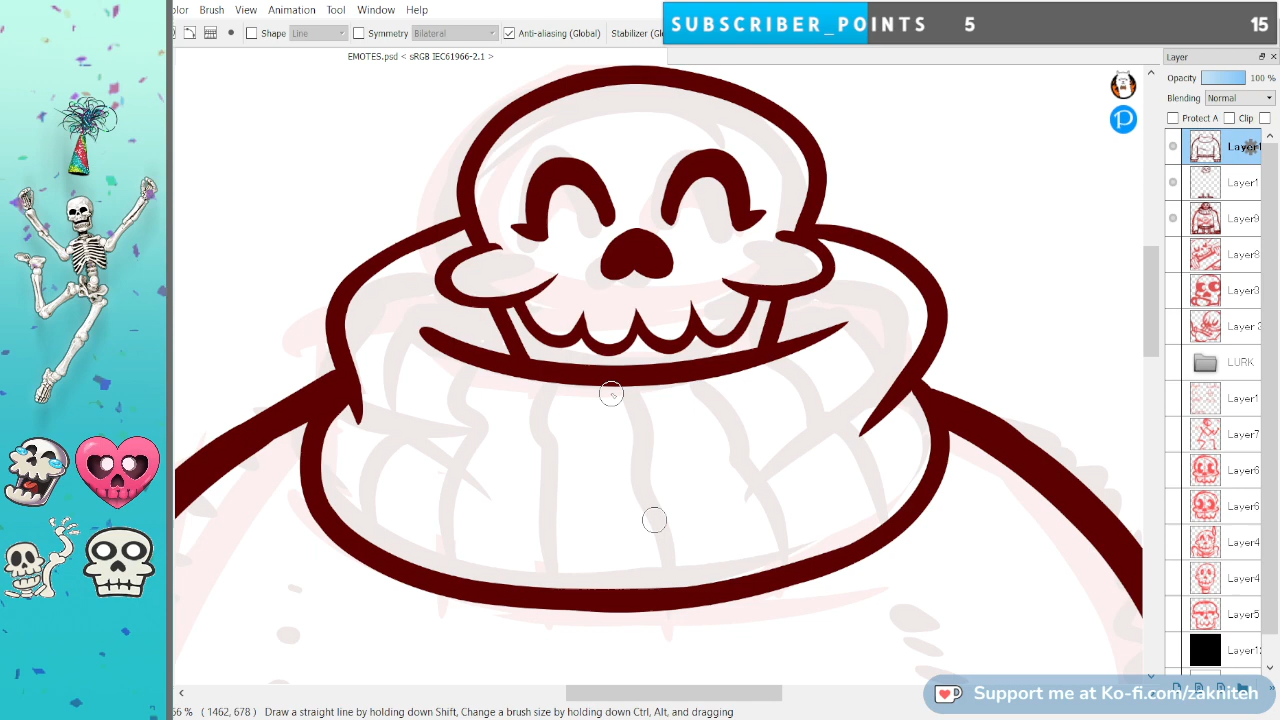 olor Brush View Animation Tool Window Help
SUBSCRIBER_POINTS 5 15
Shape Line Symmetry Bilateral Anti-aliasing (Global) Stabilizer (Glo
EMOTES.psd < sRGB IEC61966-2.1 >
Layer
Opacity 100 %
Blending Normal
Protect A Clip
Layer1
Layer9
Layer8
Layer3
Layer
LURK
Layer1
Layer7
Layer6
Layer6
Layer4
Layer4
Layer5
Layer1
Support me at Ko-fi.com/zakniteh
66 % ( 1462, 678 ) Draw a straight line by holding down Shift, Change a brush size by holding down Ctrl, Alt, and dragging